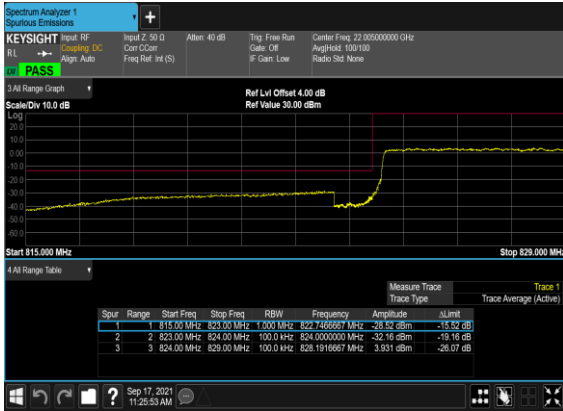 Spectrum Analyzer 1
Spurious Emissions
+
KEYSIGHT Input: RF Input Z: 50 Ω Atten: 40 dB Trig: Free Run Center Freq: 22.005000000 GHz
RL Coupling: DC Corr CCorr Gate: Off Avg|Hold: 100/100
Align: Auto Freq Ref: Int (S) IF Gain: Low Radio Std: None
PASS
3 All Range Graph
Ref Lvl Offset 4.00 dB
Scale/Div 10.0 dB Ref Value 30.00 dBm
Log
20.0
10.0
0.00
-10.0
-20.0
-30.0
-40.0
-50.0
-60.0
Start 815.000 MHz Stop 829.000 MHz
4 All Range Table
Measure Trace Trace 1
Trace Type Trace Average (Active)
Spur Range Start Freq Stop Freq RBW Frequency Amplitude ΔLimit
1 1 815.00 MHz 823.00 MHz 1.000 MHz 822.7466667 MHz -28.52 dBm -15.52 dB
2 2 823.00 MHz 824.00 MHz 100.0 kHz 824.0000000 MHz -32.16 dBm -19.16 dB
3 3 824.00 MHz 829.00 MHz 100.0 kHz 828.1916667 MHz 3.931 dBm -26.07 dB
?
Sep 17, 2021
11:25:53 AM